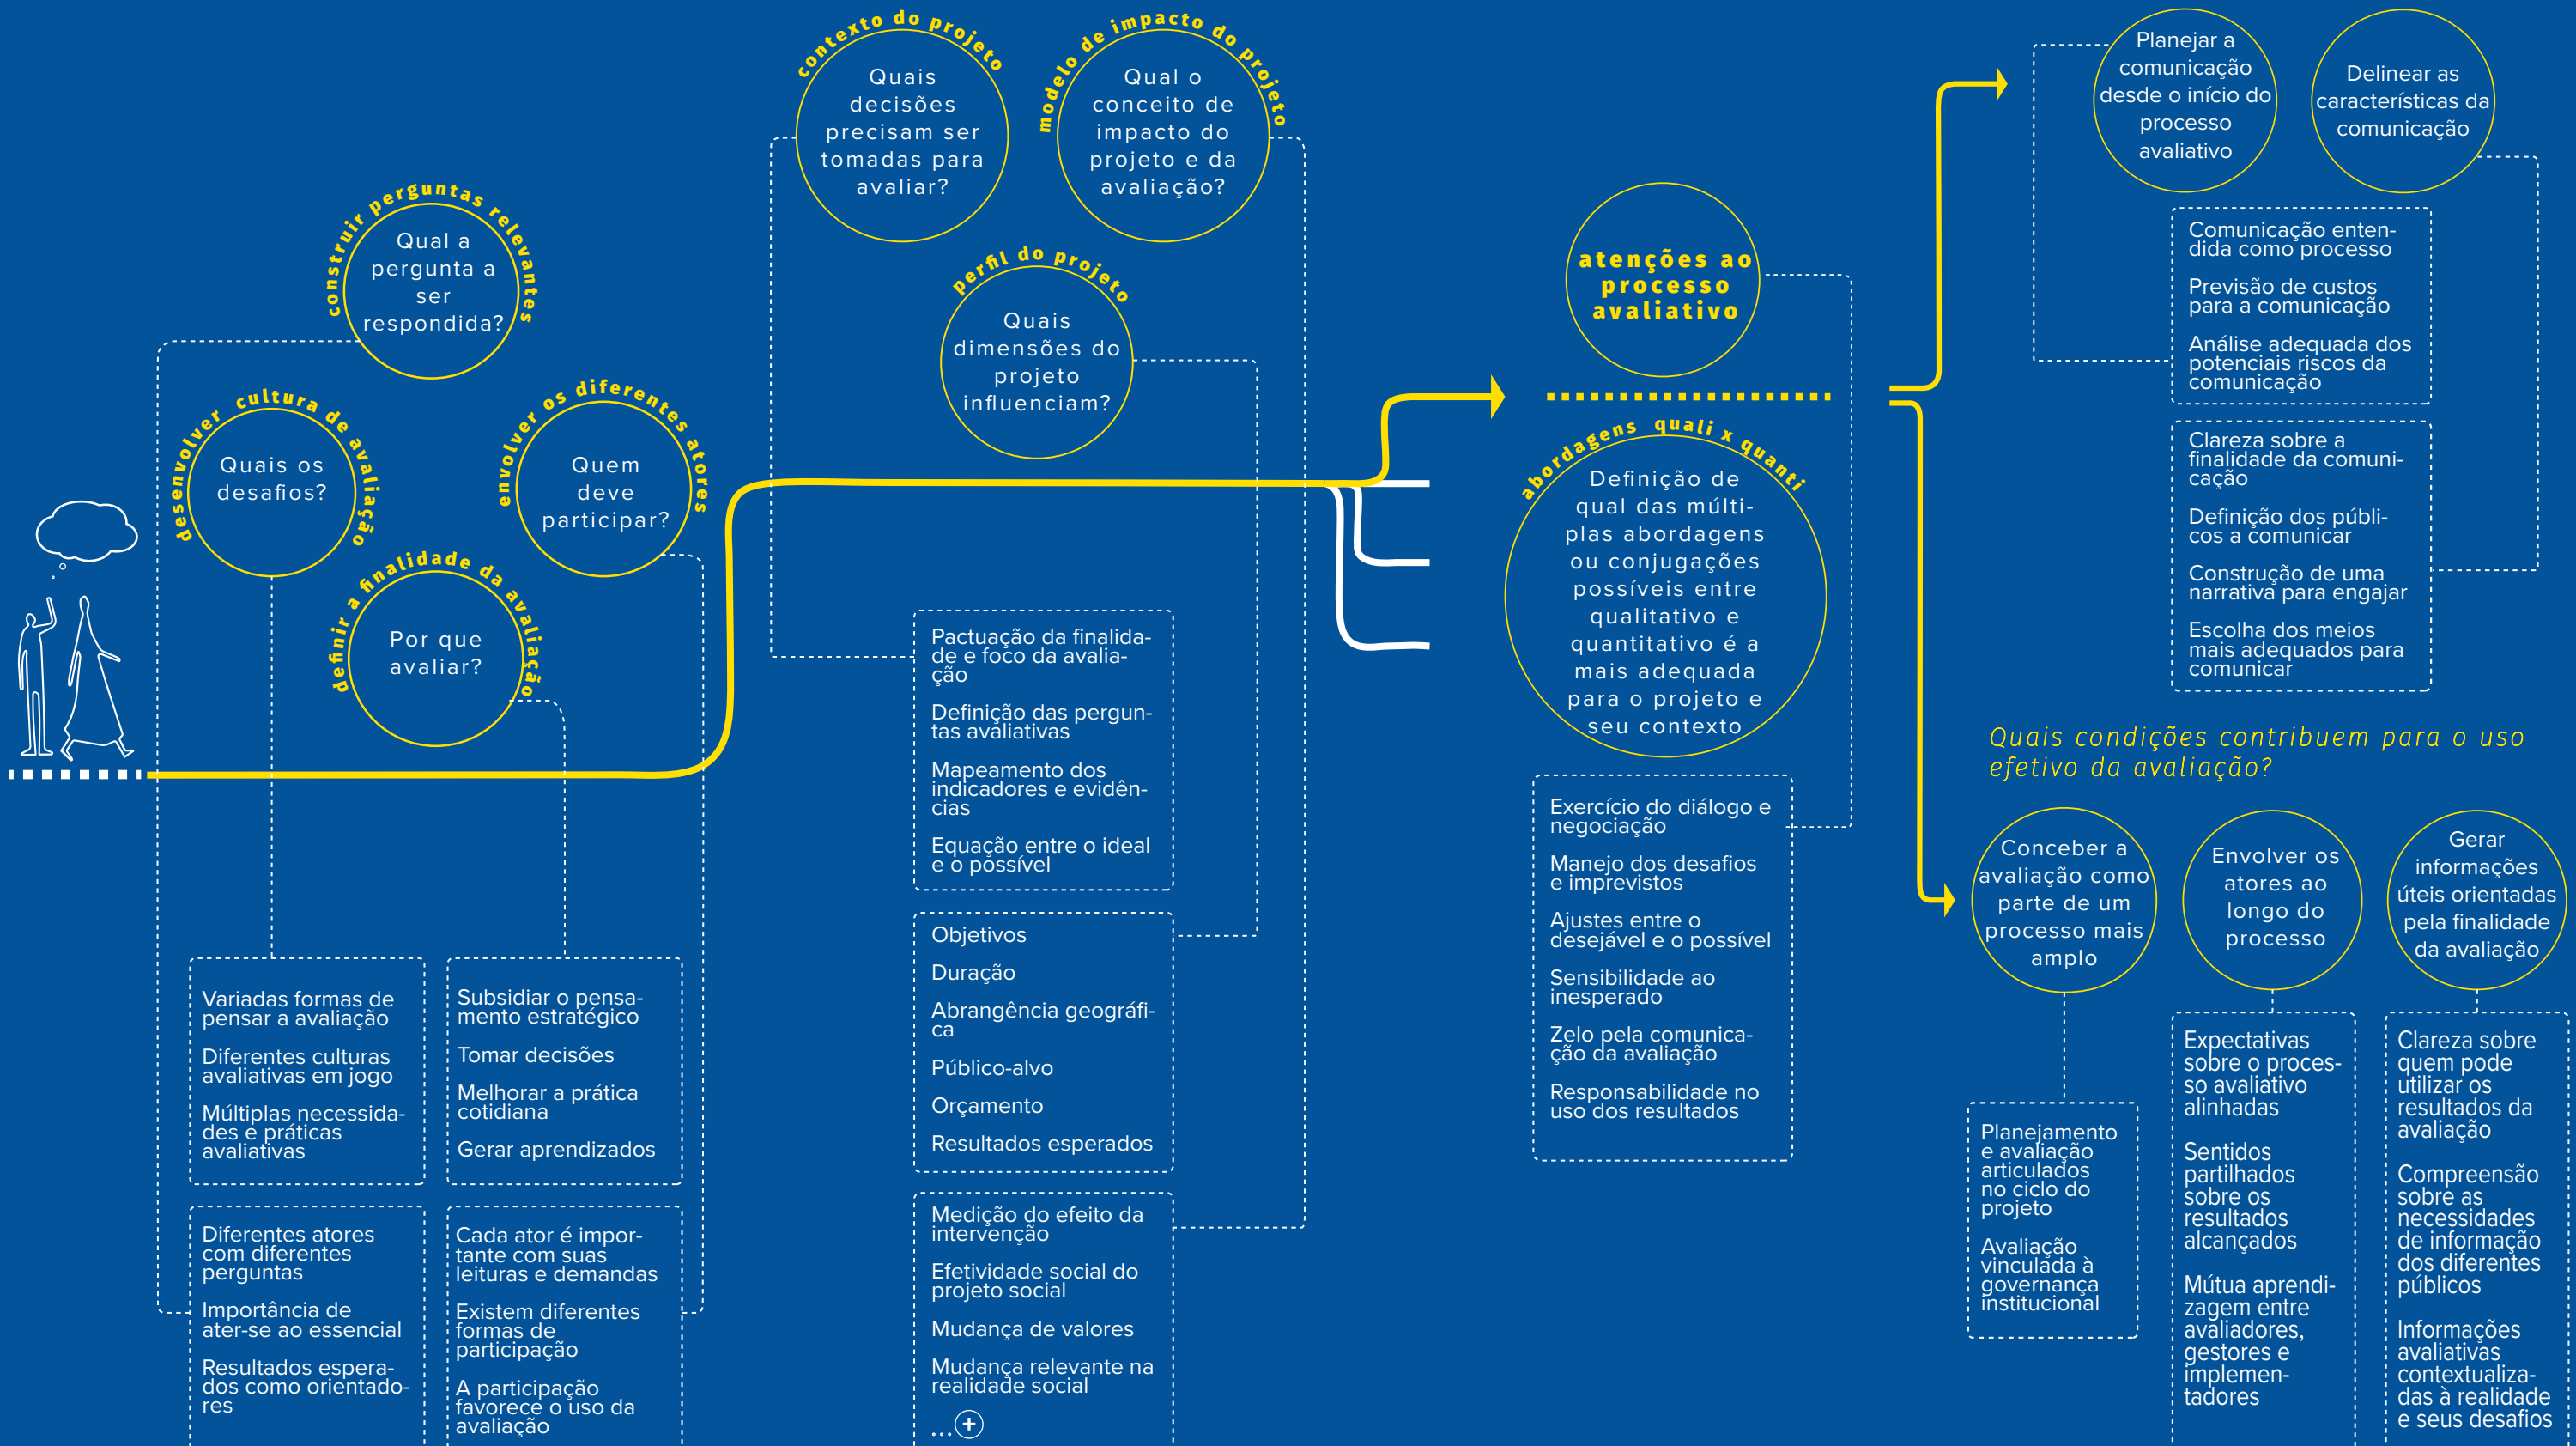 construir perguntas relevantes
Qual a
pergunta a
ser
respondida?
desenvolver cultura de avaliação
Quais os
desafios?
envolver os diferentes atores
Quem
deve
participar?
definir a finalidade da avaliação
Por que
avaliar?
Variadas formas de
pensar a avaliação
Diferentes culturas
avaliativas em jogo
Múltiplas necessida-
des e práticas
avaliativas
Subsidiar o pensa-
mento estratégico
Tomar decisões
Melhorar a prática
cotidiana
Gerar aprendizados
Diferentes atores
com diferentes
perguntas
Importância de
ater-se ao essencial
Resultados espera-
dos como orientado-
res
Cada ator é impor-
tante com suas
leituras e demandas
Existem diferentes
formas de
participação
A participação
favorece o uso da
avaliação
contexto do projeto
Quais
decisões
precisam ser
tomadas para
avaliar?
modelo de impacto do projeto
Qual o
conceito de
impacto do
projeto e da
avaliação?
perfil do projeto
Quais
dimensões do
projeto
influenciam?
Pactuação da finalida-
de e foco da avalia-
ção
Definição das pergun-
tas avaliativas
Mapeamento dos
indicadores e evidên-
cias
Equação entre o ideal
e o possível
Objetivos
Duração
Abrangência geográfi-
ca
Público-alvo
Orçamento
Resultados esperados
Medição do efeito da
intervenção
Efetividade social do
projeto social
Mudança de valores
Mudança relevante na
realidade social
...+
atenções ao
processo
avaliativo
abordagens quali x quanti
Definição de
qual das múlti-
plas abordagens
ou conjugações
possíveis entre
qualitativo e
quantitativo é a
mais adequada
para o projeto e
seu contexto
Exercício do diálogo e
negociação
Manejo dos desafios
e imprevistos
Ajustes entre o
desejável e o possível
Sensibilidade ao
inesperado
Zelo pela comunica-
ção da avaliação
Responsabilidade no
uso dos resultados
Planejar a
comunicação
desde o início do
processo
avaliativo
Delinear as
características da
comunicação
Comunicação enten-
dida como processo
Previsão de custos
para a comunicação
Análise adequada dos
potenciais riscos da
comunicação
Clareza sobre a
finalidade da comuni-
cação
Definição dos públi-
cos a comunicar
Construção de uma
narrativa para engajar
Escolha dos meios
mais adequados para
comunicar
Quais condições contribuem para o uso
efetivo da avaliação?
Conceber a
avaliação como
parte de um
processo mais
amplo
Envolver os
atores ao
longo do
processo
Gerar
informações
úteis orientadas
pela finalidade
da avaliação
Planejamento
e avaliação
articulados
no ciclo do
projeto
Avaliação
vinculada à
governança
institucional
Expectativas
sobre o proces-
so avaliativo
alinhadas
Sentidos
partilhados
sobre os
resultados
alcançados
Mútua aprendi-
zagem entre
avaliadores,
gestores e
implemen-
tadores
Clareza sobre
quem pode
utilizar os
resultados da
avaliação
Compreensão
sobre as
necessidades
de informação
dos diferentes
públicos
Informações
avaliativas
contextualiza-
das à realidade
e seus desafios